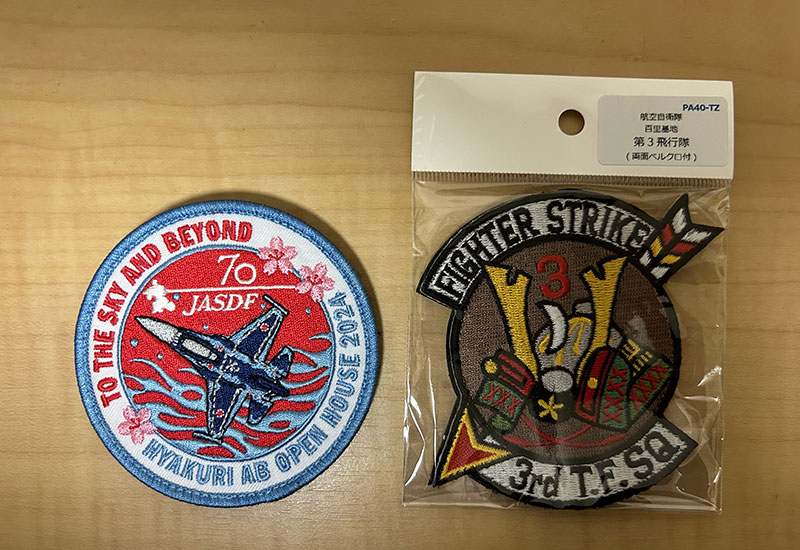 TO THE SKY AND BEYOND
70
JASDF
HYAKURI AB OPEN HOUSE 2024
PA40-TZ
航空自衛隊
百里基地
第3飛行隊
(両面ベルクロ付)
FIGHTER STRIKE
3
3rd T.F.SQ.